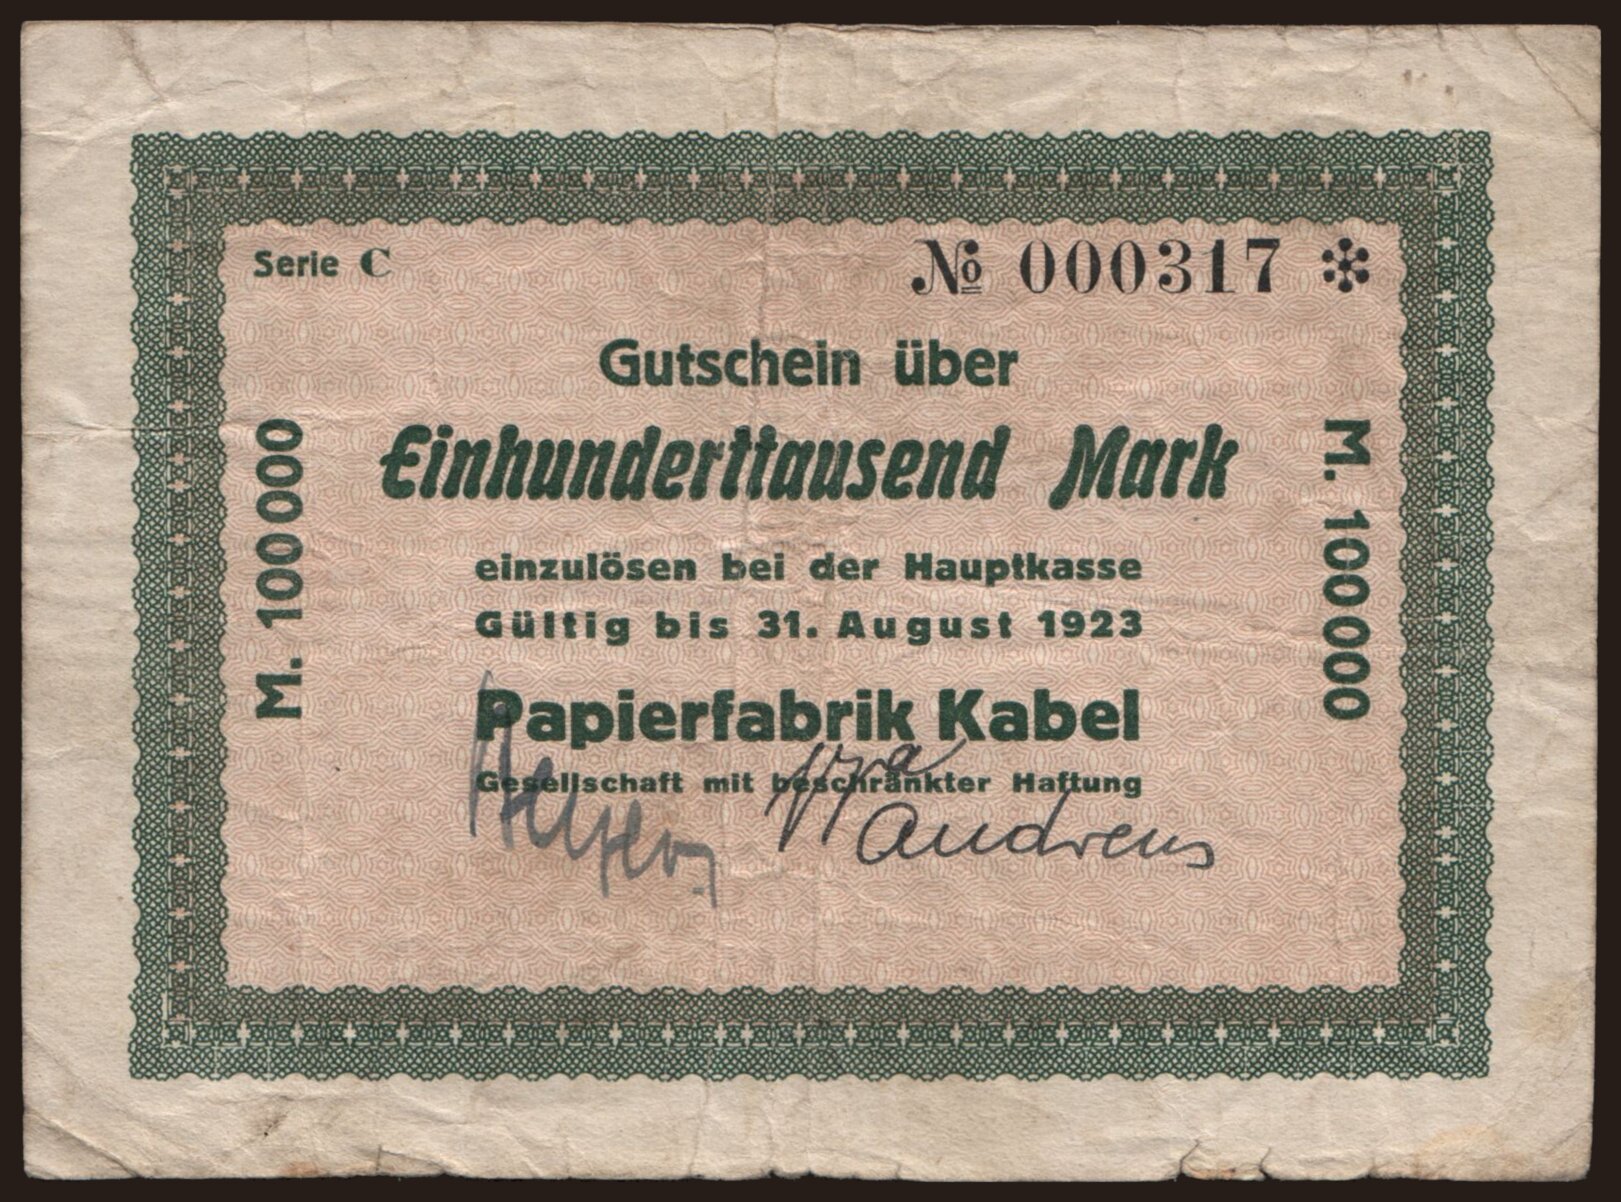 Serie C
№ 000317 *
Gutschein über
Einhunderttausend Mark
einzulösen bei der Hauptkasse
Gültig bis 31. August 1923
Papierfabrik Kabel
Gesellschaft mit beschränkter Haftung
ppa
M. 100000
M. 100000